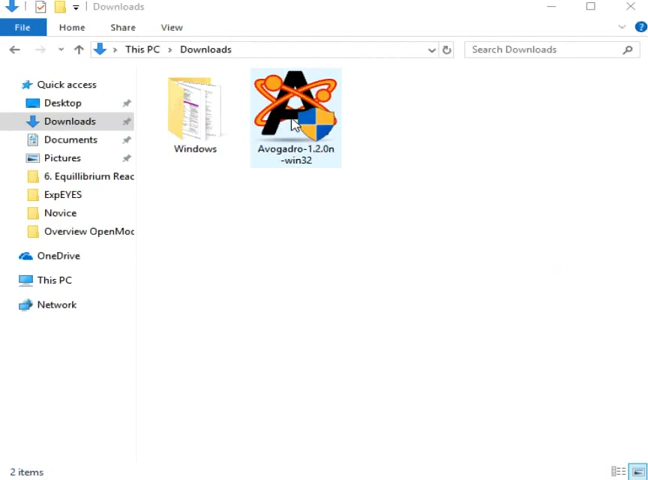 Downloads
File Home Share View
This PC > Downloads
Search Downloads
Quick access
Desktop
Downloads
Documents
Pictures
6. Equillibrium Reac
ExpEYES
Novice
Overview OpenMod
OneDrive
This PC
Network
Windows
Avogadro-1.2.0n
-win32
2 items